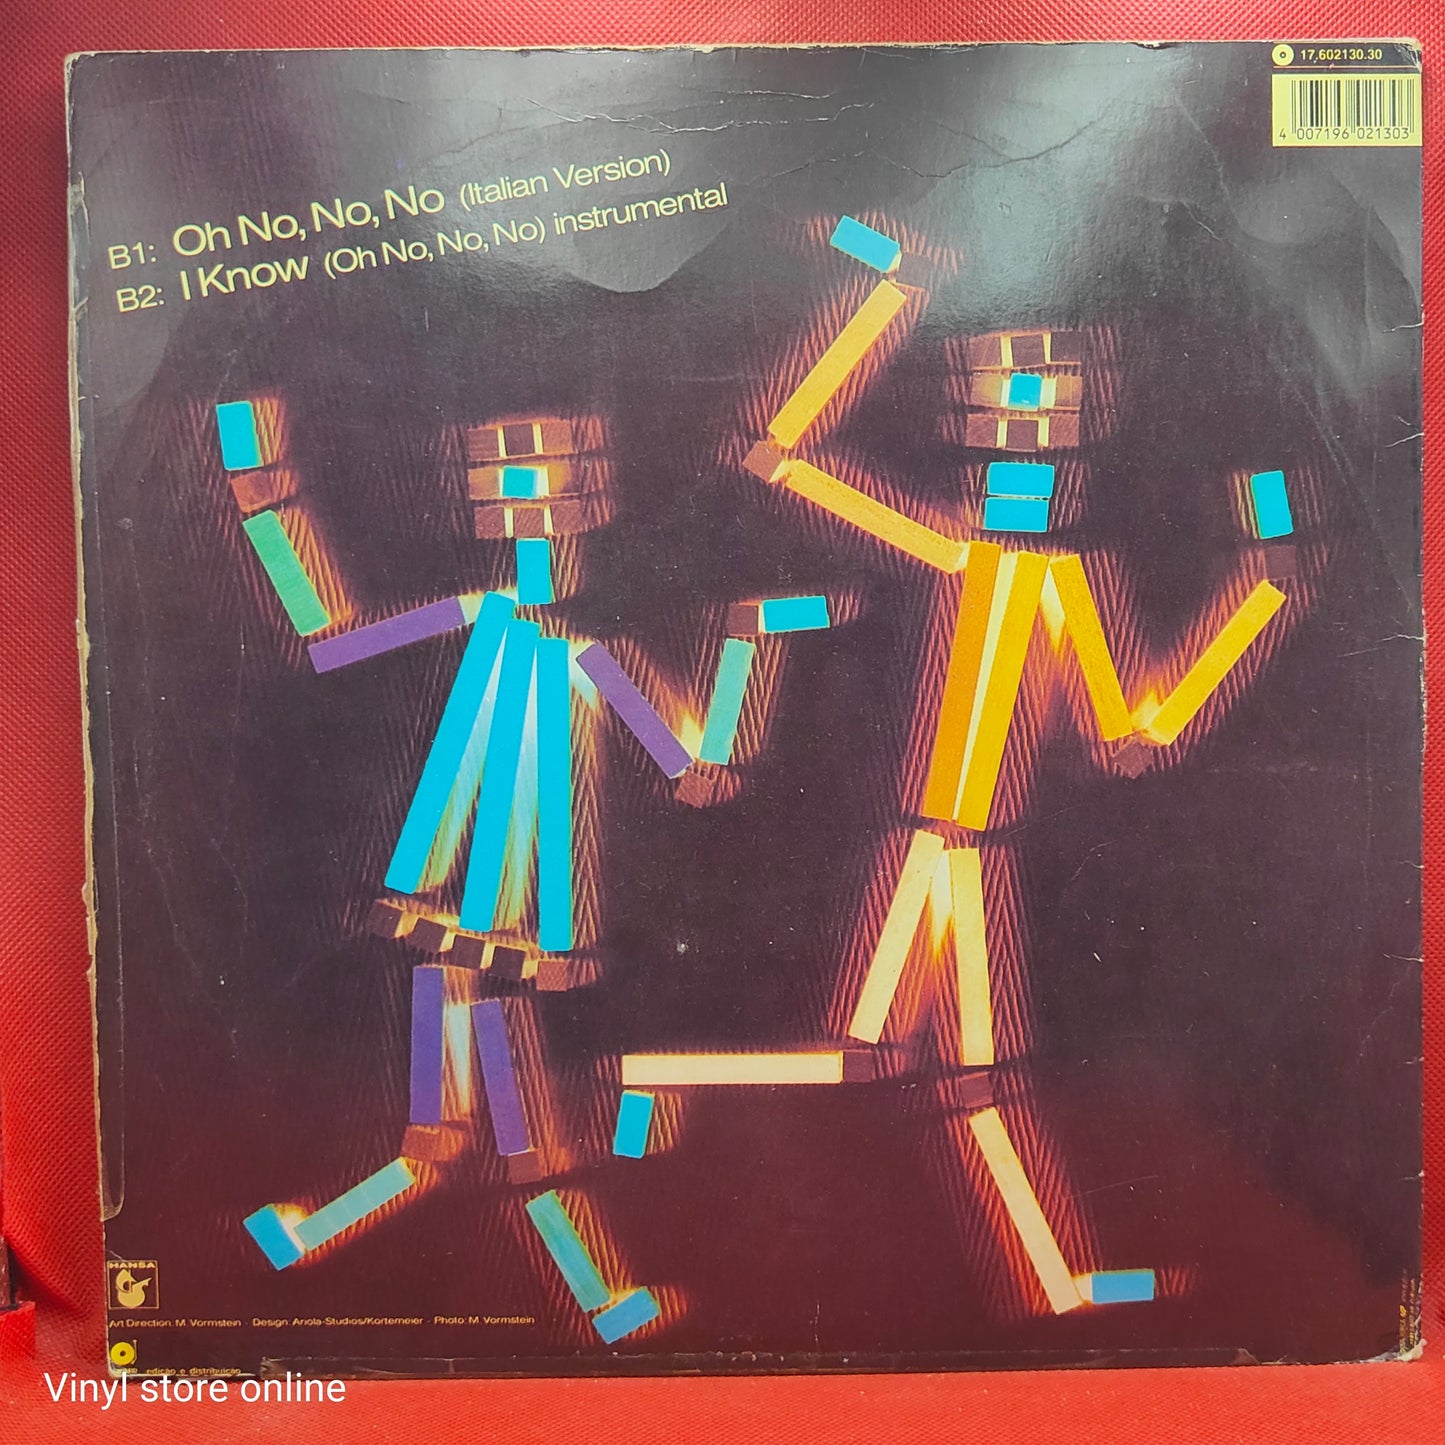 17.602130.30
4 007196 021303
B1: Oh No, No, No (Italian Version)
B2: I Know (Oh No, No, No) instrumental
HANSA
Art Direction: M. Vormstein · Design: Ariola-Studios/Kortemeier · Photo: M. Vormstein
edição e distribuição
Vinyl store online